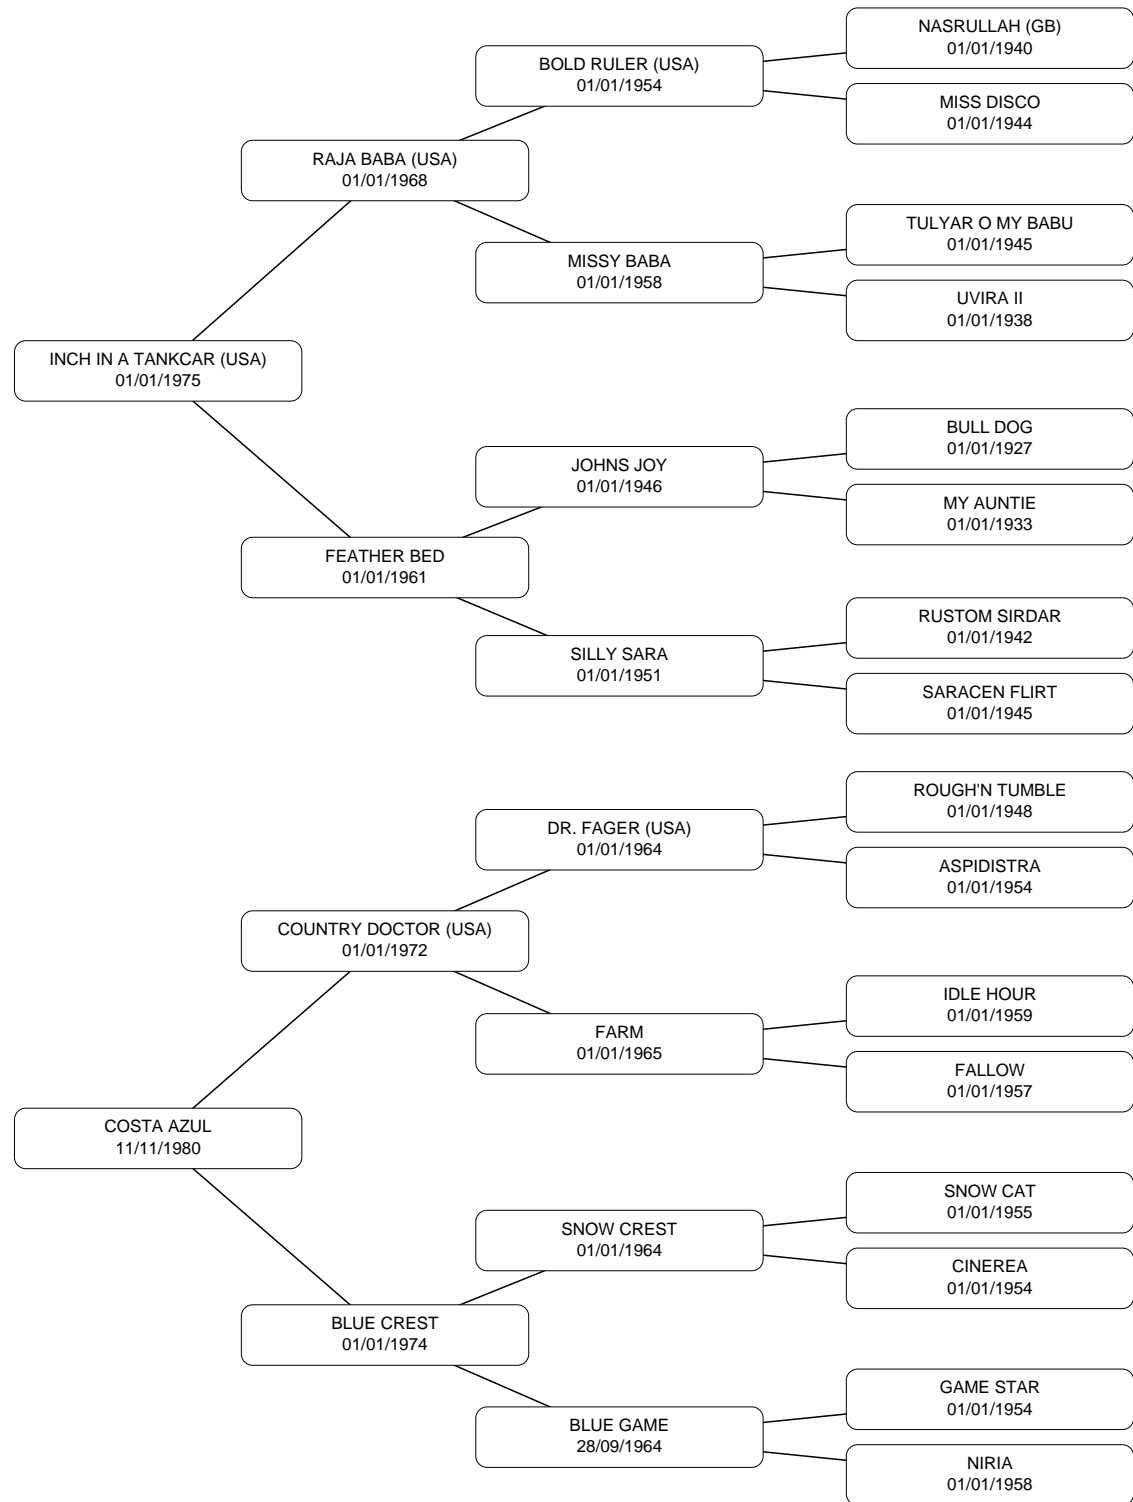 NASRULLAH (GB)
01/01/1940
BOLD RULER (USA)
01/01/1954
MISS DISCO
01/01/1944
RAJA BABA (USA)
01/01/1968
TULYAR O MY BABU
01/01/1945
MISSY BABA
01/01/1958
UVIRA II
01/01/1938
INCH IN A TANKCAR (USA)
01/01/1975
BULL DOG
01/01/1927
JOHNS JOY
01/01/1946
MY AUNTIE
01/01/1933
FEATHER BED
01/01/1961
RUSTOM SIRDAR
01/01/1942
SILLY SARA
01/01/1951
SARACEN FLIRT
01/01/1945
ROUGH'N TUMBLE
01/01/1948
DR. FAGER (USA)
01/01/1964
ASPIDISTRA
01/01/1954
COUNTRY DOCTOR (USA)
01/01/1972
IDLE HOUR
01/01/1959
FARM
01/01/1965
FALLOW
01/01/1957
COSTA AZUL
11/11/1980
SNOW CAT
01/01/1955
SNOW CREST
01/01/1964
CINEREA
01/01/1954
BLUE CREST
01/01/1974
GAME STAR
01/01/1954
BLUE GAME
28/09/1964
NIRIA
01/01/1958